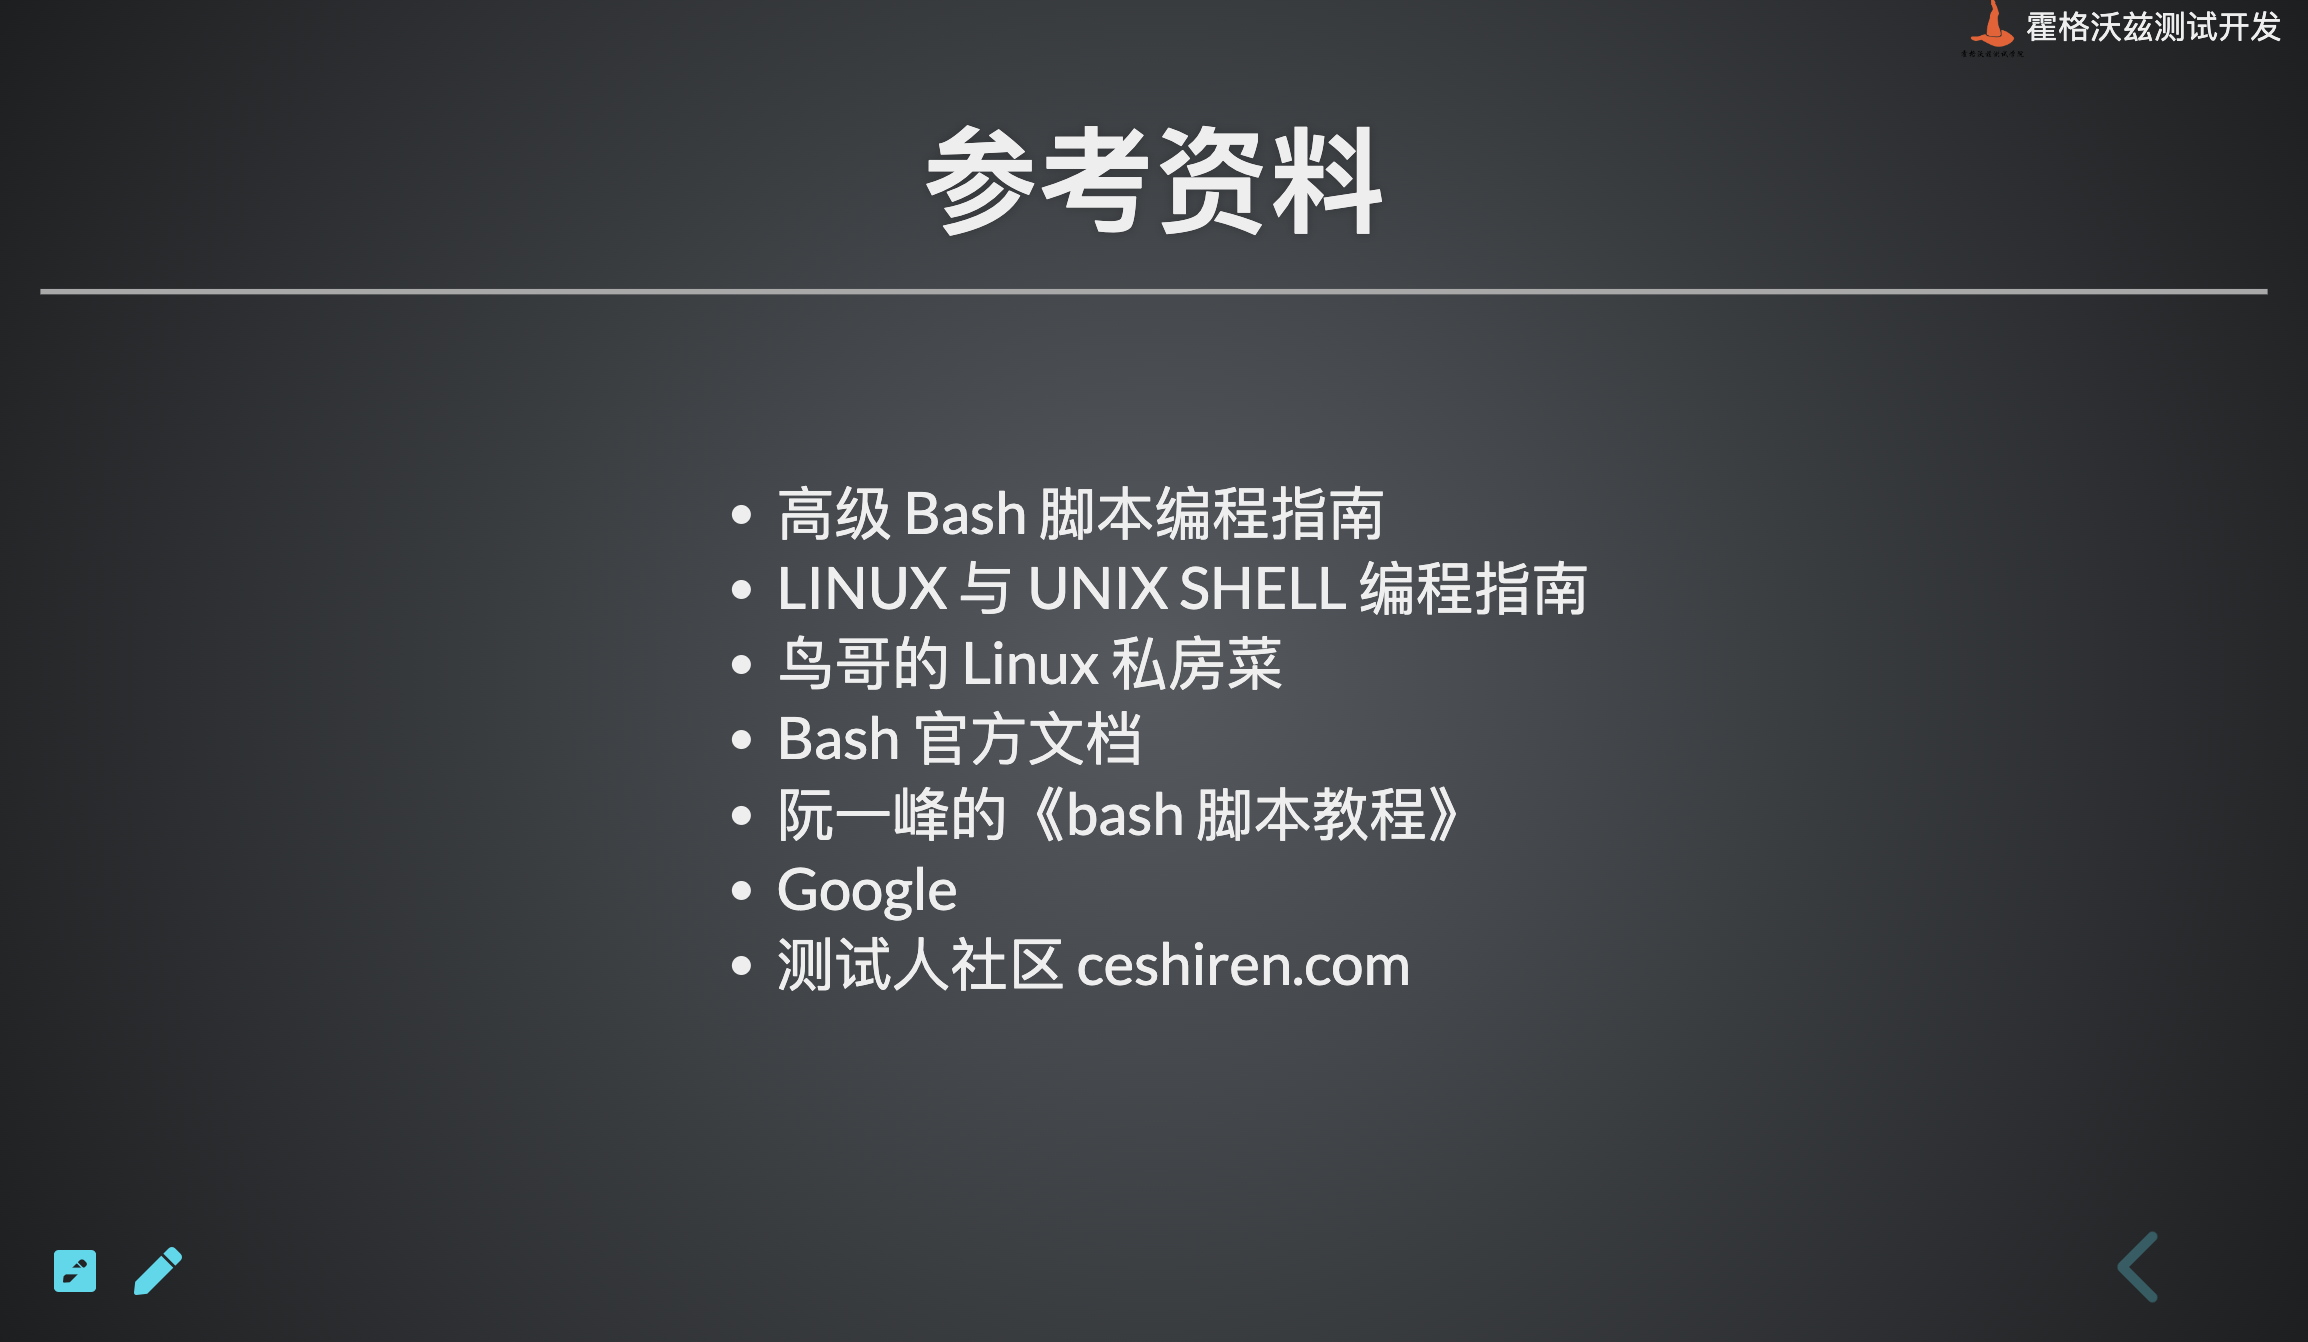 霍格沃兹测试开发
参考资料
高级 Bash 脚本编程指南
LINUX 与 UNIX SHELL 编程指南
鸟哥的 Linux 私房菜
Bash 官方文档
阮一峰的《bash 脚本教程》
Google
测试人社区 ceshiren.com